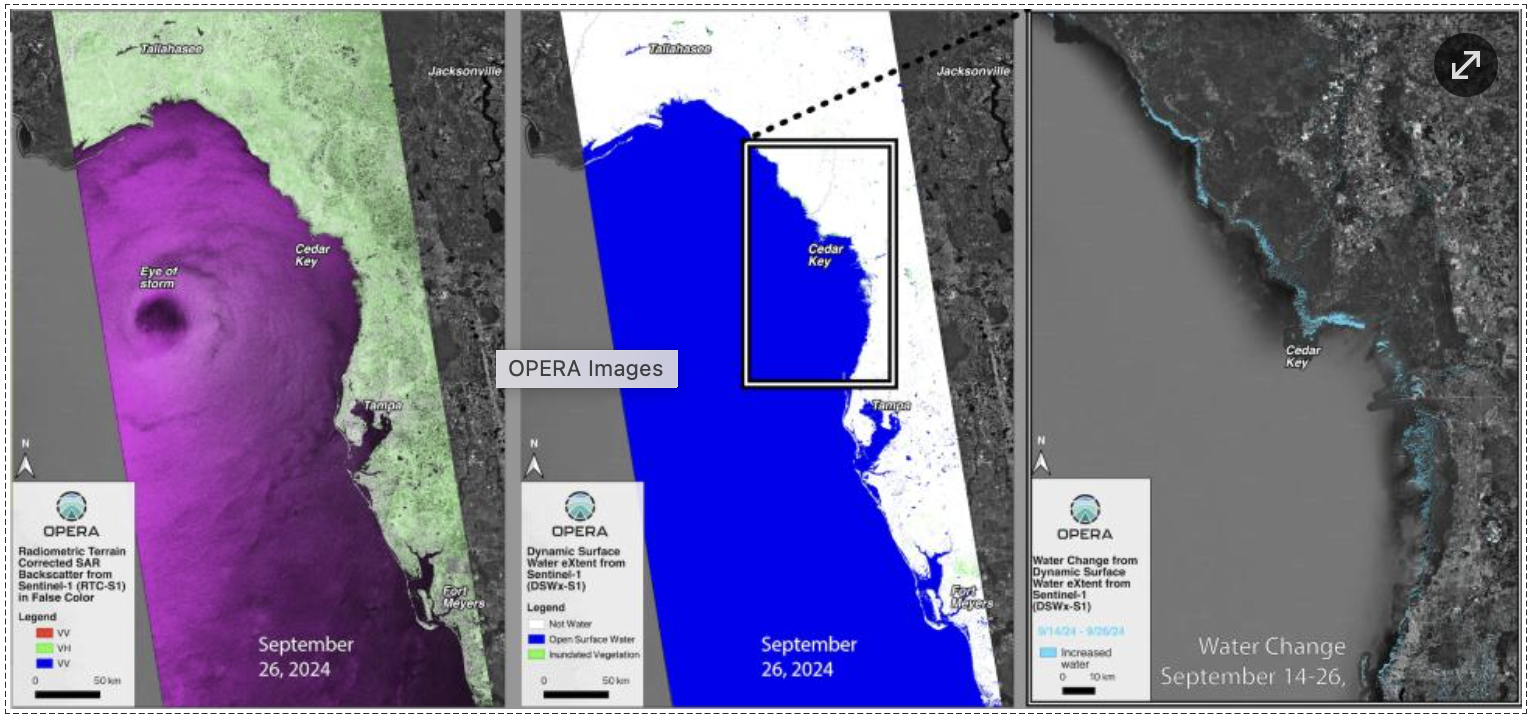 Tallahasee
Jacksonville
Cedar
Key
Eye of
storm
Tampa
Fort
Meyers
N
OPERA
Radiometric Terrain
Corrected SAR
Backscatter from
Sentinel-1 (RTC-S1)
in False Color
Legend
VV
VH
VV
0 50 km
September
26, 2024
Tallahasee
Jacksonville
Cedar
Key
OPERA Images
Tampa
Fort
Meyers
N
OPERA
Dynamic Surface
Water eXtent from
Sentinel-1
(DSWx-S1)
Legend
Not Water
Open Surface Water
Inundated Vegetation
0 50 km
September
26, 2024
Cedar
Key
N
OPERA
Water Change from
Dynamic Surface
Water eXtent from
Sentinel-1
(DSWx-S1)
9/14/24 - 9/26/24
Increased
water
0 10 km
Water Change
September 14-26,